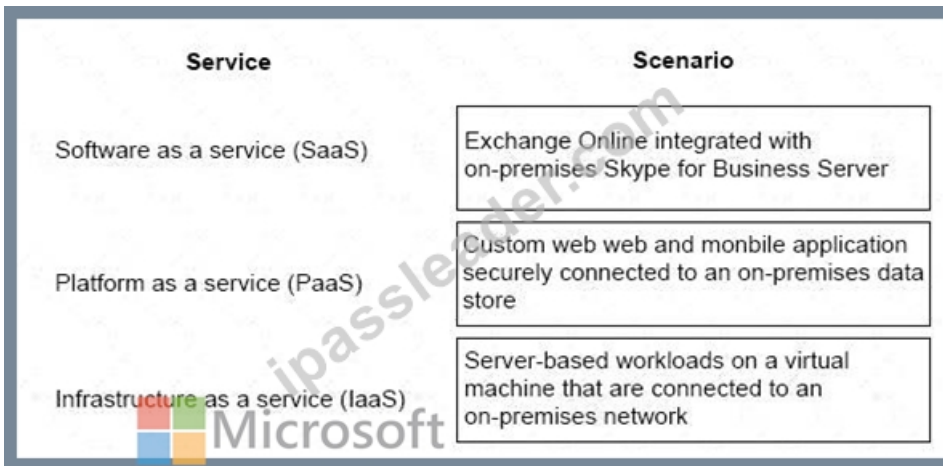 Service Scenario
Software as a service (SaaS)
Exchange Online integrated with
on-premises Skype for Business Server
Platform as a service (PaaS)
Custom web web and monbile application
securely connected to an on-premises data
store
Infrastructure as a service (IaaS)
Server-based workloads on a virtual
machine that are connected to an
on-premises network
Microsoft
ipassleader.com